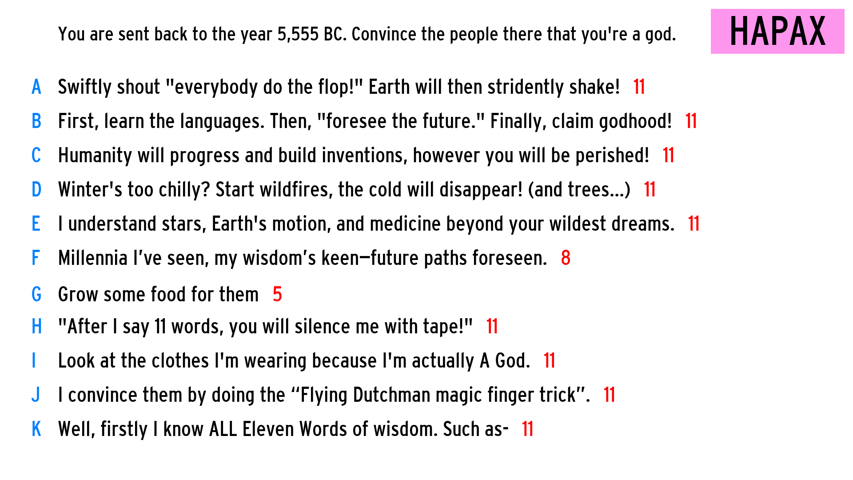 You are sent back to the year 5,555 BC. Convince the people there that you're a god.
HAPAX
A Swiftly shout "everybody do the flop!" Earth will then stridently shake! 11
B First, learn the languages. Then, "foresee the future." Finally, claim godhood! 11
C Humanity will progress and build inventions, however you will be perished! 11
D Winter's too chilly? Start wildfires, the cold will disappear! (and trees...) 11
E I understand stars, Earth's motion, and medicine beyond your wildest dreams. 11
F Millennia I’ve seen, my wisdom’s keen—future paths foreseen. 8
G Grow some food for them 5
H "After I say 11 words, you will silence me with tape!" 11
I Look at the clothes I'm wearing because I'm actually A God. 11
J I convince them by doing the “Flying Dutchman magic finger trick”. 11
K Well, firstly I know ALL Eleven Words of wisdom. Such as- 11